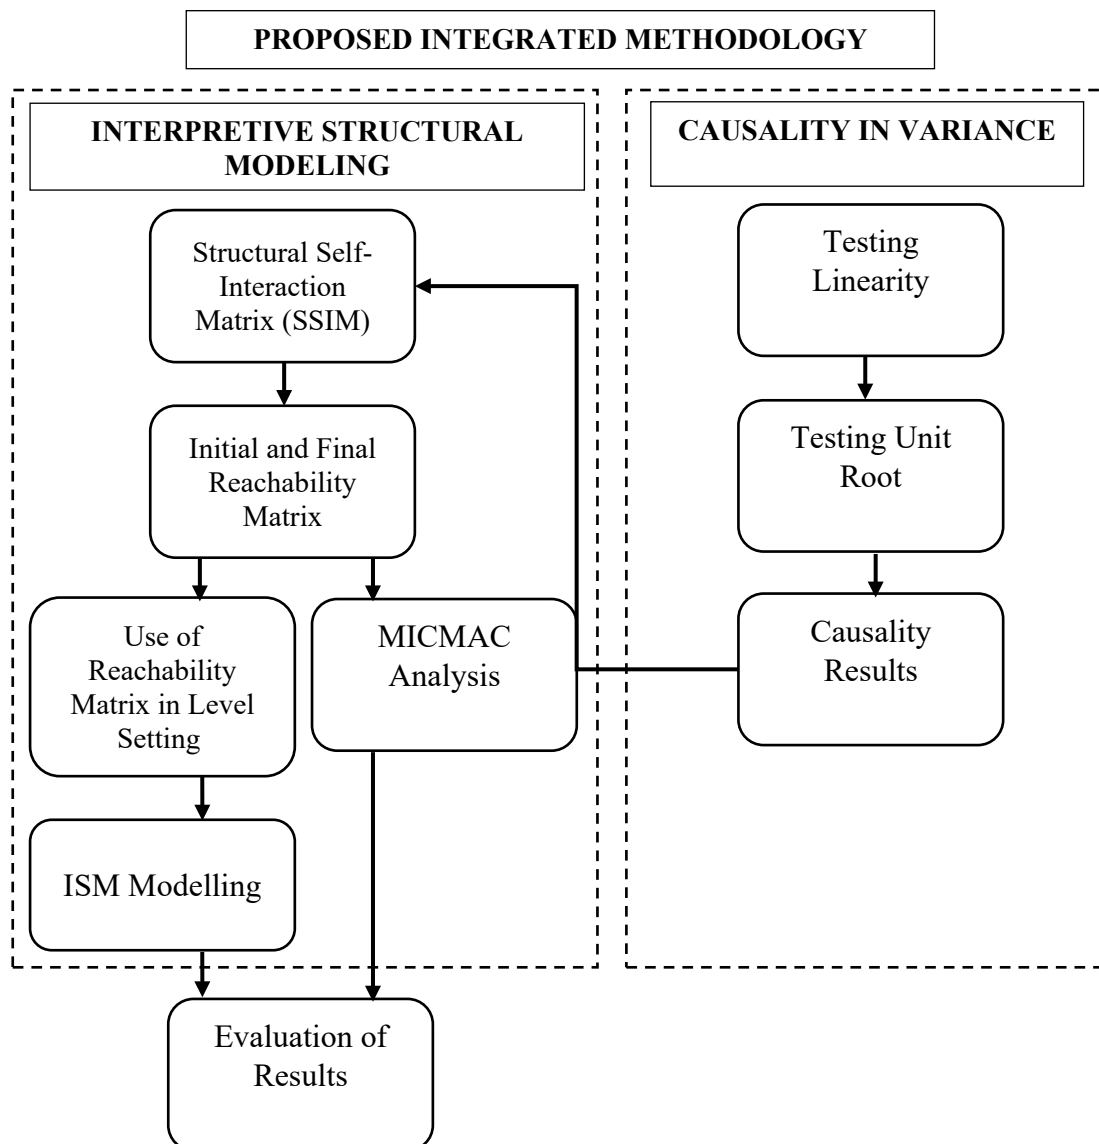 PROPOSED INTEGRATED METHODOLOGY
INTERPRETIVE STRUCTURAL
MODELING
Structural Self-
Interaction
Matrix (SSIM)
Initial and Final
Reachability
Matrix
Use of
Reachability
Matrix in Level
Setting
MICMAC
Analysis
ISM Modelling
Evaluation of
Results
CAUSALITY IN VARIANCE
Testing
Linearity
Testing Unit
Root
Causality
Results